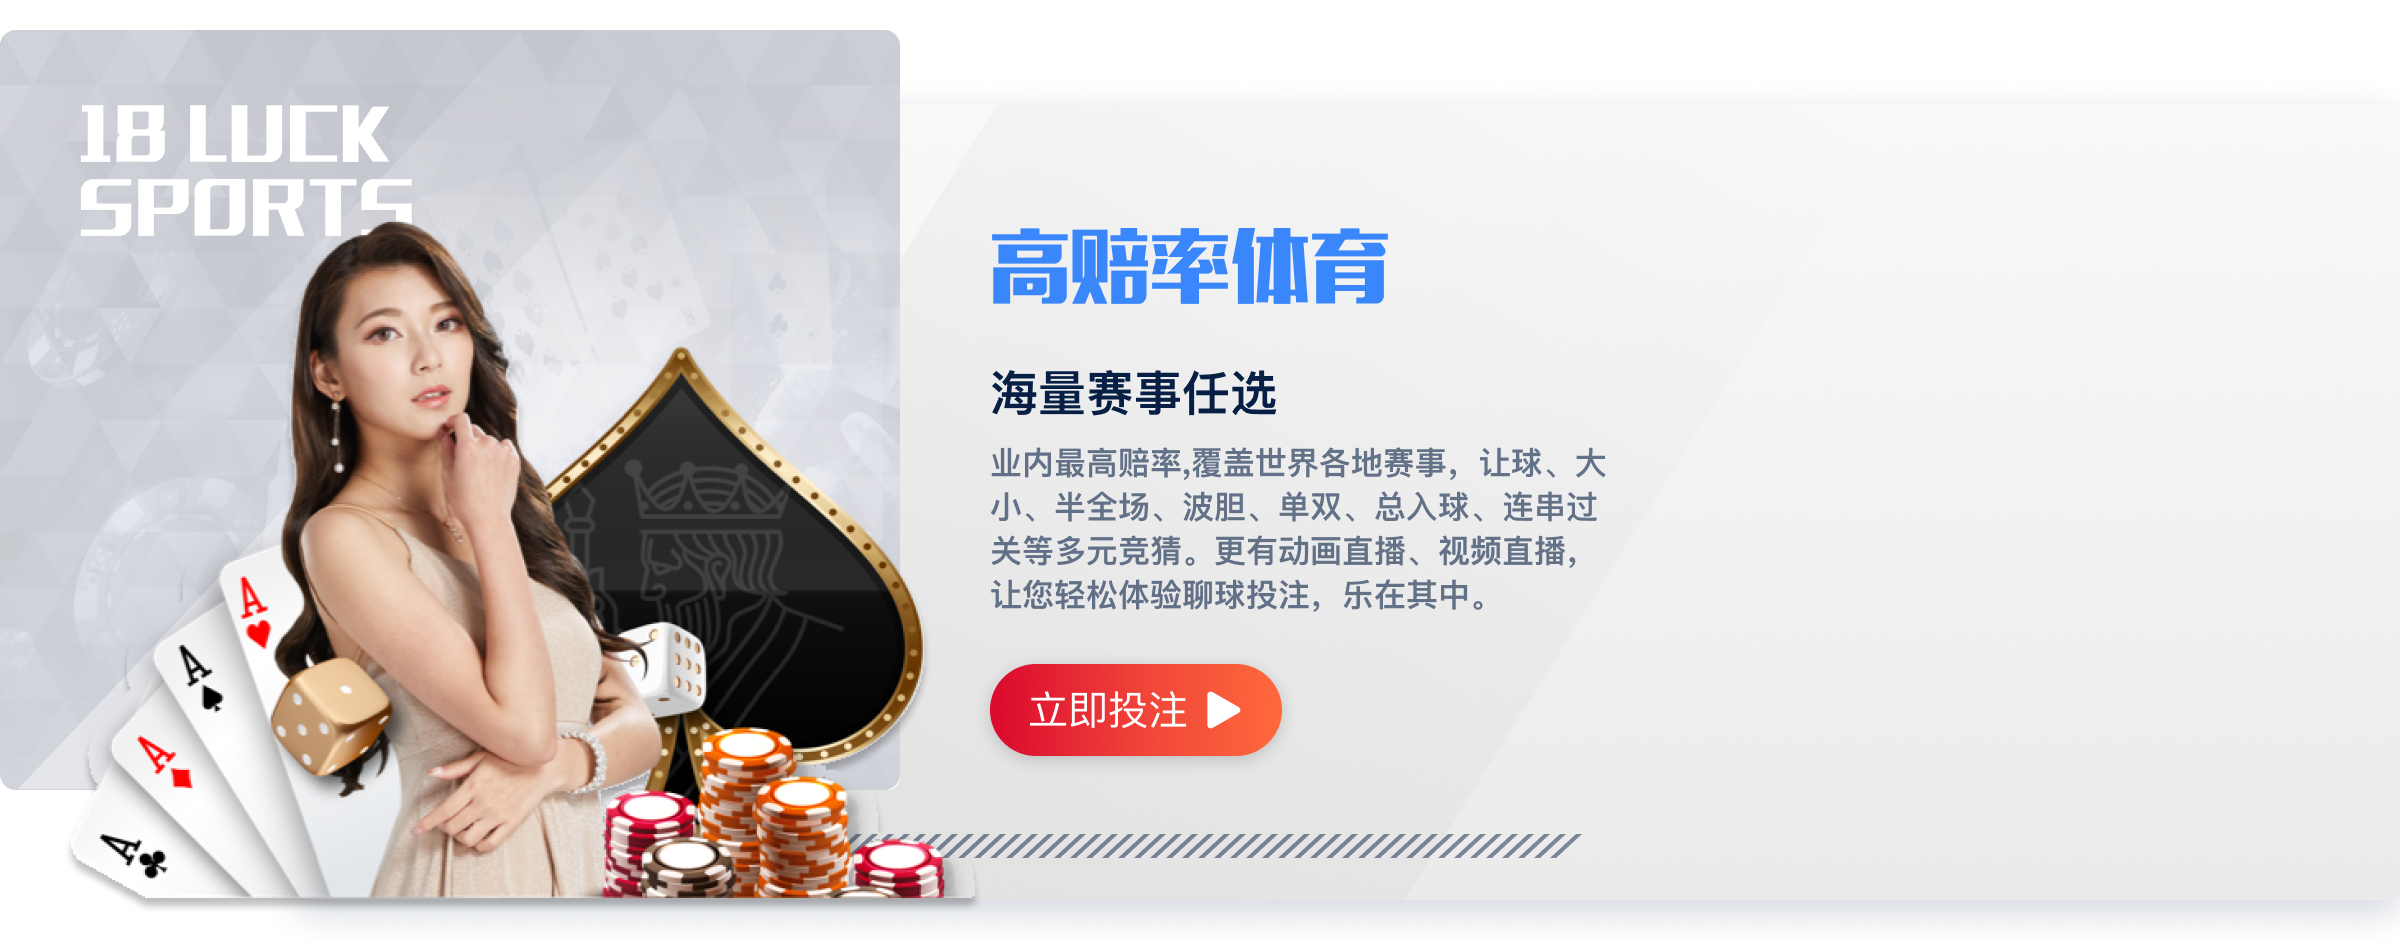 18 LUCK
SPORTS
高赔率体育
海量赛事任选
业内最高赔率,覆盖世界各地赛事，让球、大
小、半全场、波胆、单双、总入球、连串过
关等多元竞猜。更有动画直播、视频直播，
让您轻松体验聊球投注，乐在其中。
立即投注
A
A
A
A